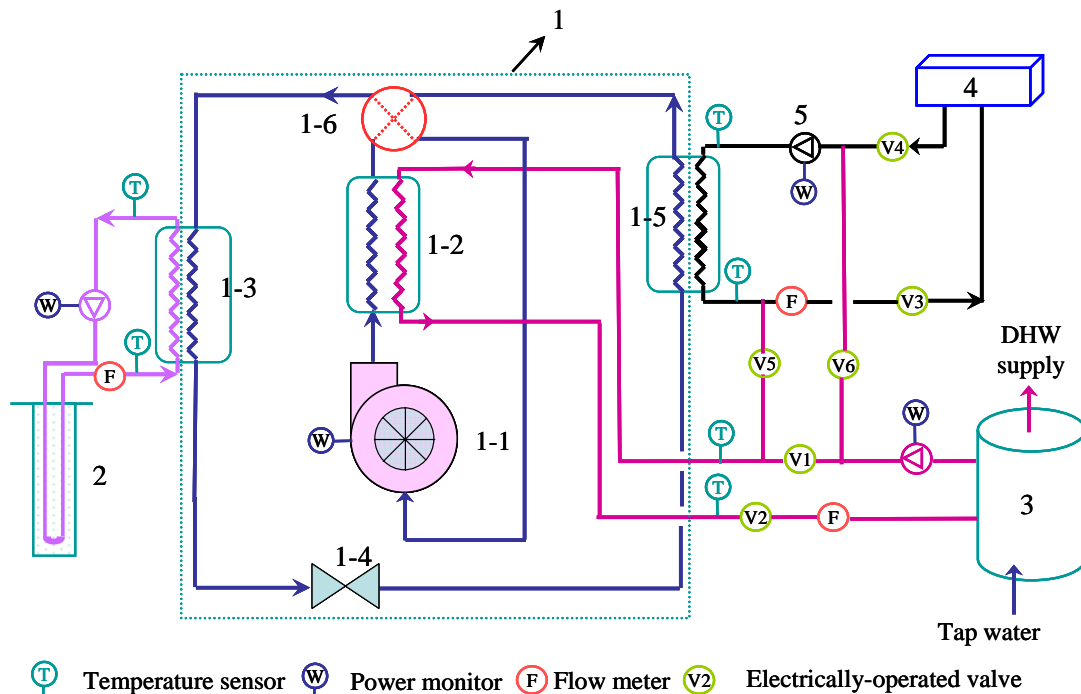 1
4
5
1-6
T
V4
W
T
1-5
1-2
T
1-3
T
W
F
V3
T
F
DHW
supply
V5
V6
W
W
1-1
T
V1
2
T
V2
F
3
1-4
Tap water
T Temperature sensor W Power monitor F Flow meter V2 Electrically-operated valve